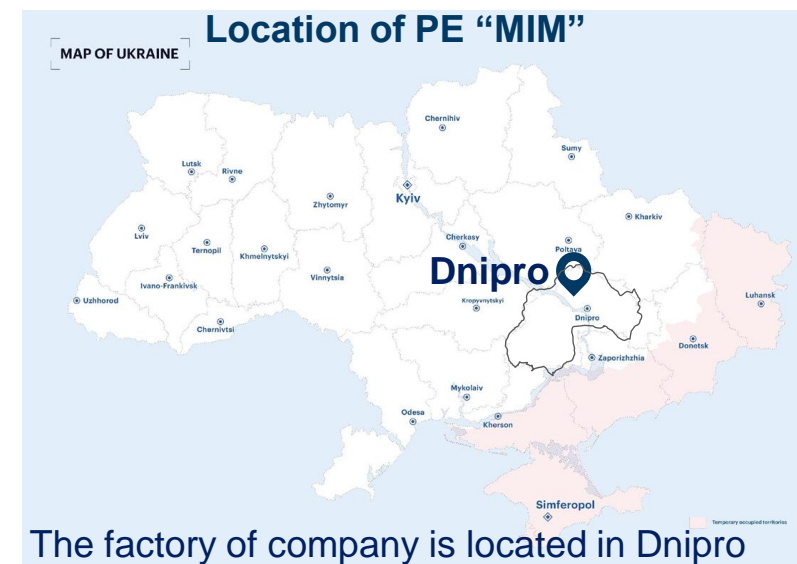 Location of PE “MIM”
MAP OF UKRAINE
Chernihiv
Sumy
Lutsk
Rivne
Kyiv
Zhytomyr
Kharkiv
Lviv
Ternopil
Khmelnytskyi
Cherkasy
Poltava
Dnipro
Ivano-Frankivsk
Vinnytsia
Uzhhorod
Kropyvnytskyi
Luhansk
Chernivtsi
Dnipro
Donetsk
Zaporizhzhia
Mykolaiv
Odesa
Kherson
Simferopol
Temporary occupied territories
The factory of company is located in Dnipro